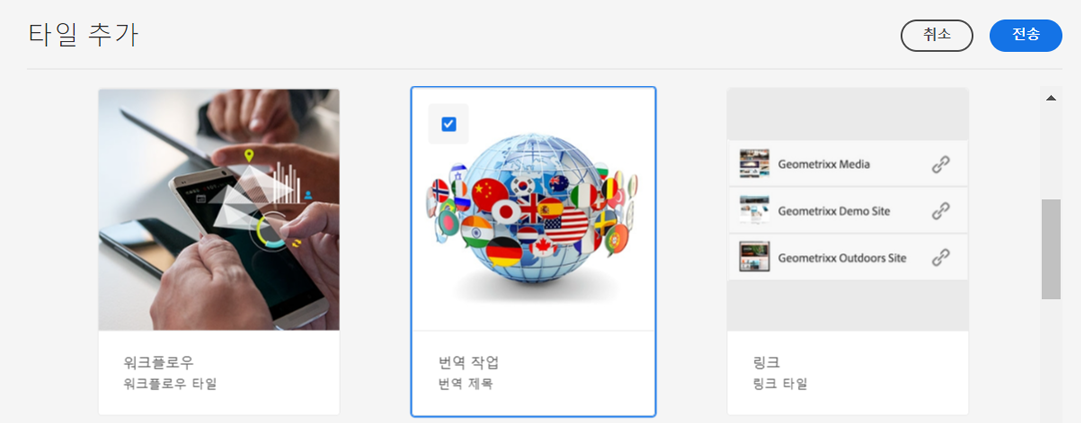 타일 추가
취소
전송
Geometrixx Media
Geometrixx Demo Site
Geometrixx Outdoors Site
워크플로우
워크플로우 타일
번역 작업
번역 제목
링크
링크 타일